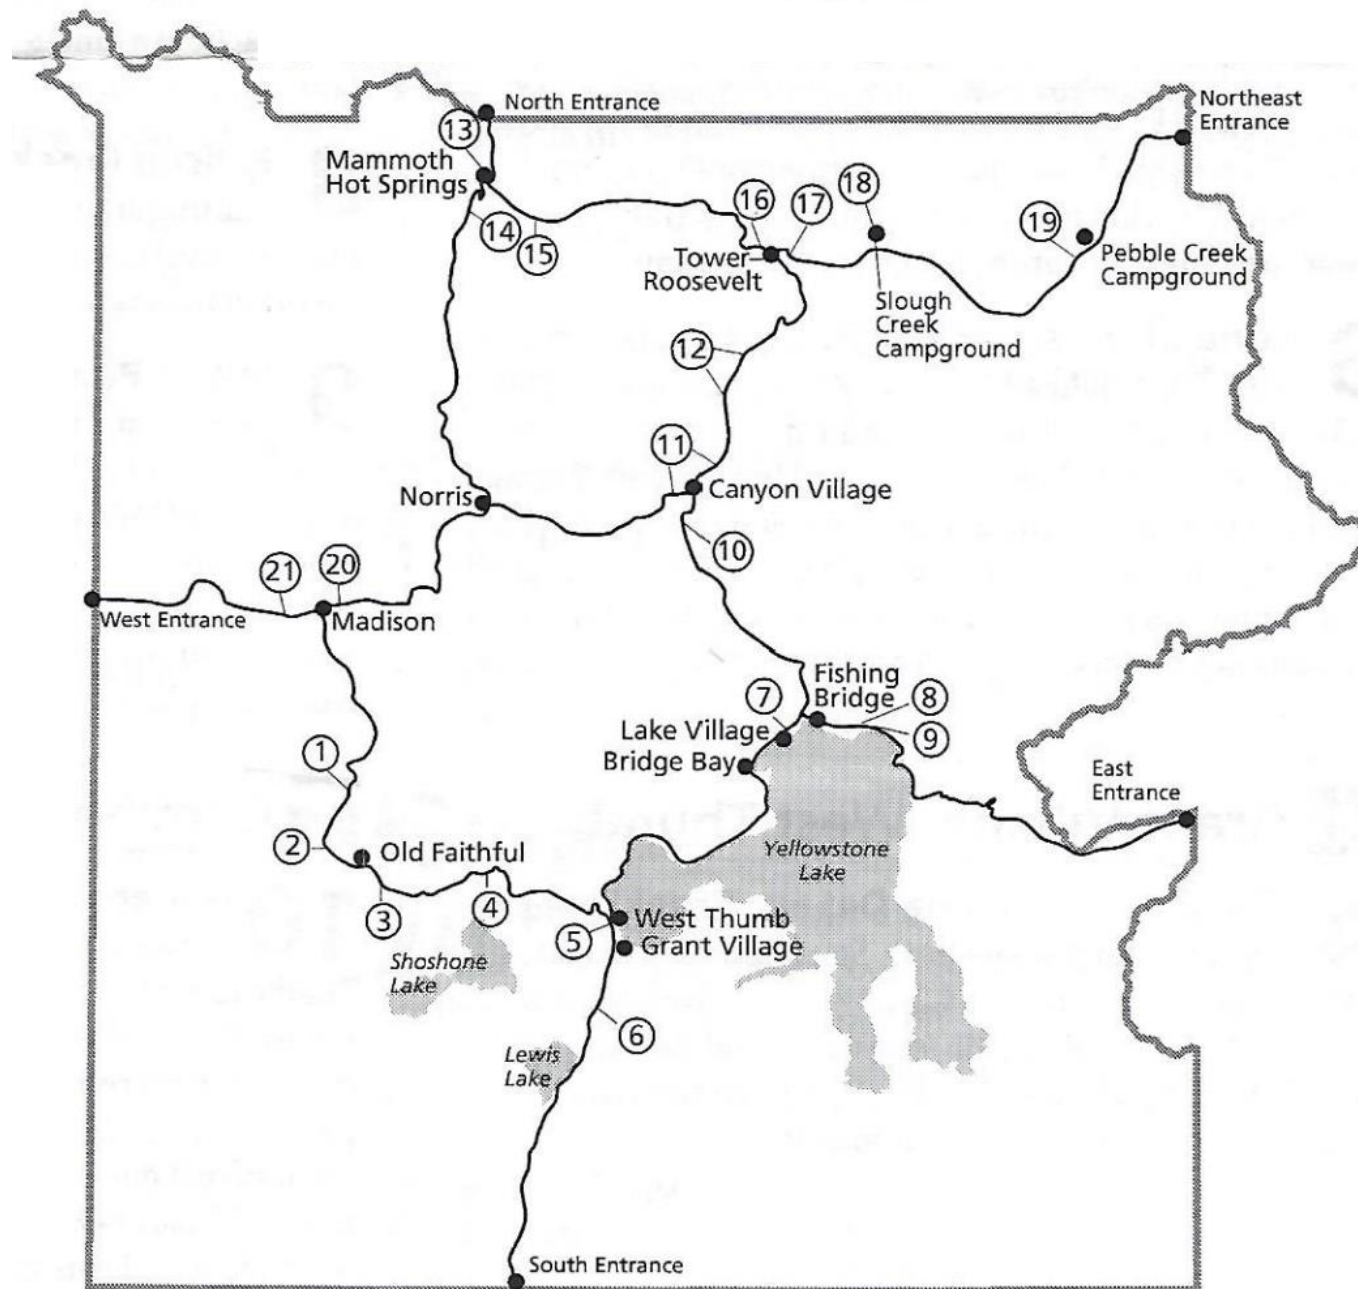 North Entrance
Northeast
Entrance
13
Mammoth
Hot Springs
14
15
16
17
18
19
Tower
Roosevelt
Slough
Creek
Campground
Pebble Creek
Campground
12
11
Norris
Canyon Village
10
21
20
West Entrance
Madison
Fishing
Bridge
7
8
9
Lake Village
Bridge Bay
1
East
Entrance
2
Old Faithful
Yellowstone
Lake
3
4
5
West Thumb
Grant Village
Shoshone
Lake
6
Lewis
Lake
South Entrance